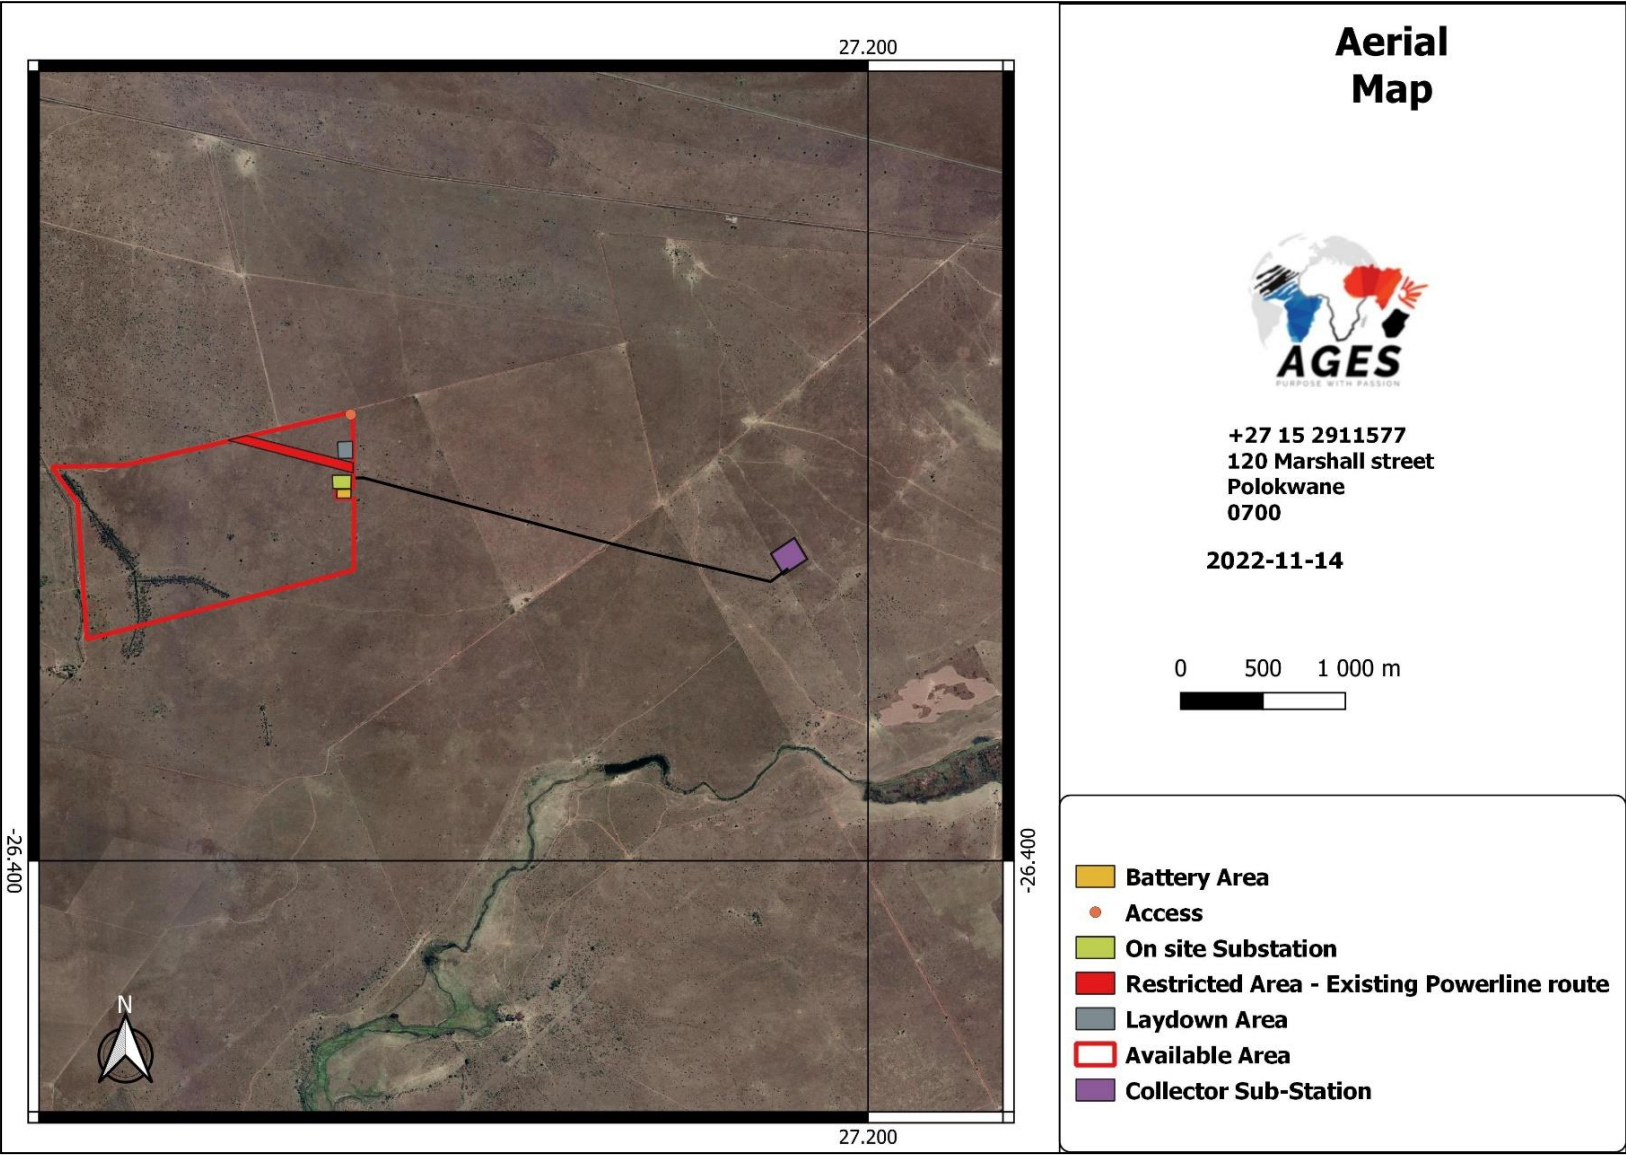 27.200
Aerial
Map
AGES
PURPOSE WITH PASSION
+27 15 2911577
120 Marshall street
Polokwane
0700
2022-11-14
0 500 1 000 m
-26.400
-26.400
Battery Area
Access
On site Substation
Restricted Area - Existing Powerline route
Laydown Area
Available Area
Collector Sub-Station
N
27.200